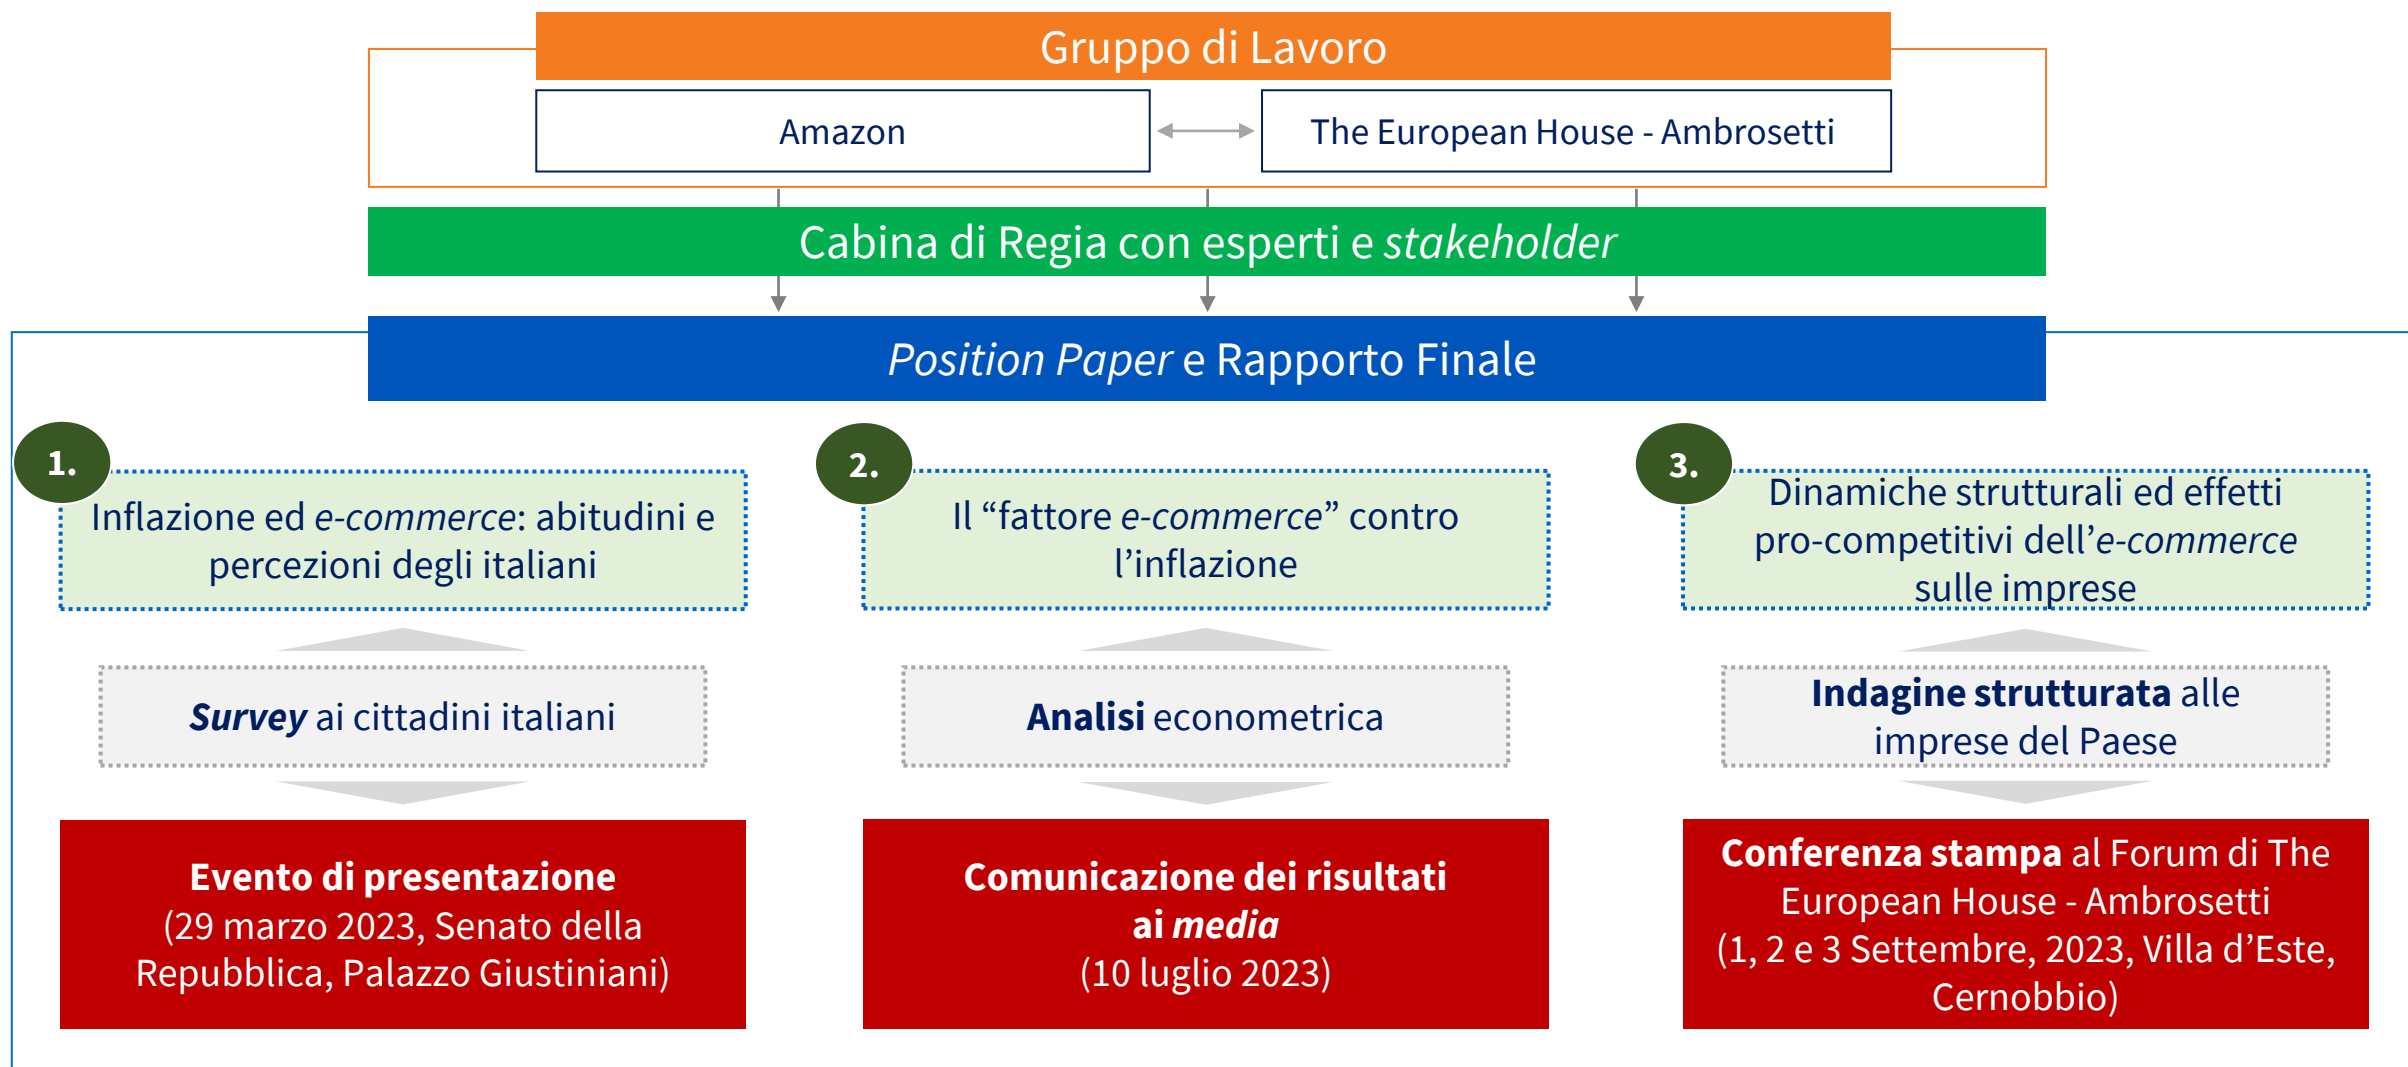 Gruppo di Lavoro
Amazon
The European House - Ambrosetti
Cabina di Regia con esperti e stakeholder
Position Paper e Rapporto Finale
1.
Inflazione ed e-commerce: abitudini e
percezioni degli italiani
Survey ai cittadini italiani
Evento di presentazione
(29 marzo 2023, Senato della
Repubblica, Palazzo Giustiniani)
2.
Il “fattore e-commerce” contro
l’inflazione
Analisi econometrica
Comunicazione dei risultati
ai media
(10 luglio 2023)
3.
Dinamiche strutturali ed effetti
pro-competitivi dell’e-commerce
sulle imprese
Indagine strutturata alle
imprese del Paese
Conferenza stampa al Forum di The
European House - Ambrosetti
(1, 2 e 3 Settembre, 2023, Villa d’Este,
Cernobbio)